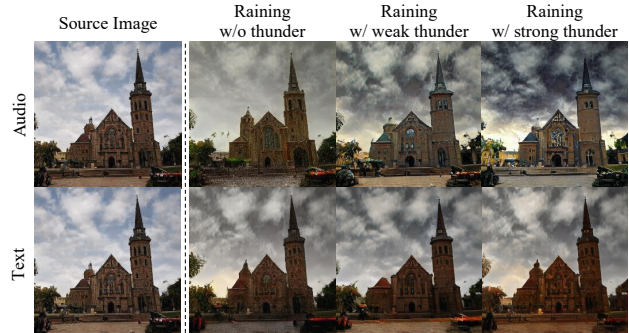 Source Image
Raining
w/o thunder
Raining
w/ weak thunder
Raining
w/ strong thunder
Audio
Text